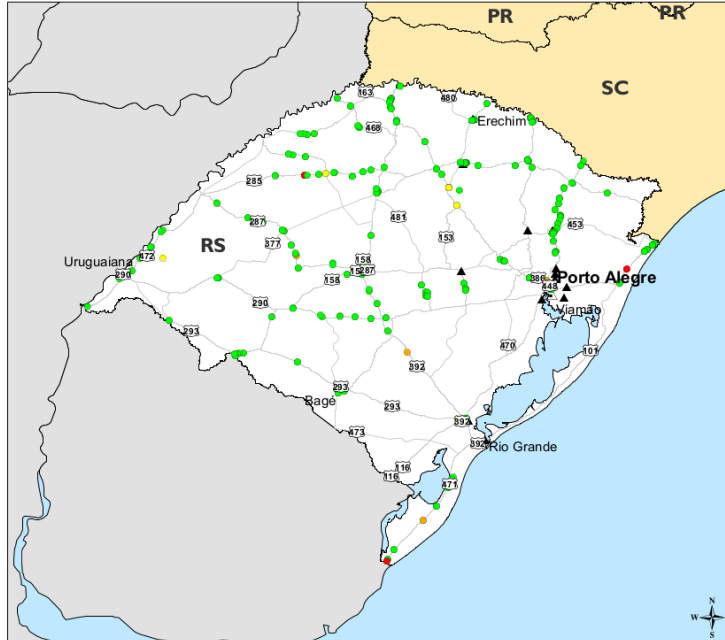 PR
PR
SC
163
480
468
Erechim
285
287
481
453
377
153
RS
472
Uruguaiana
290
158
287
158
386
Porto Alegre
448
Viamão
290
293
470
101
392
293
Bagé
293
392
473
392
Rio Grande
116
116
471
N
W
S